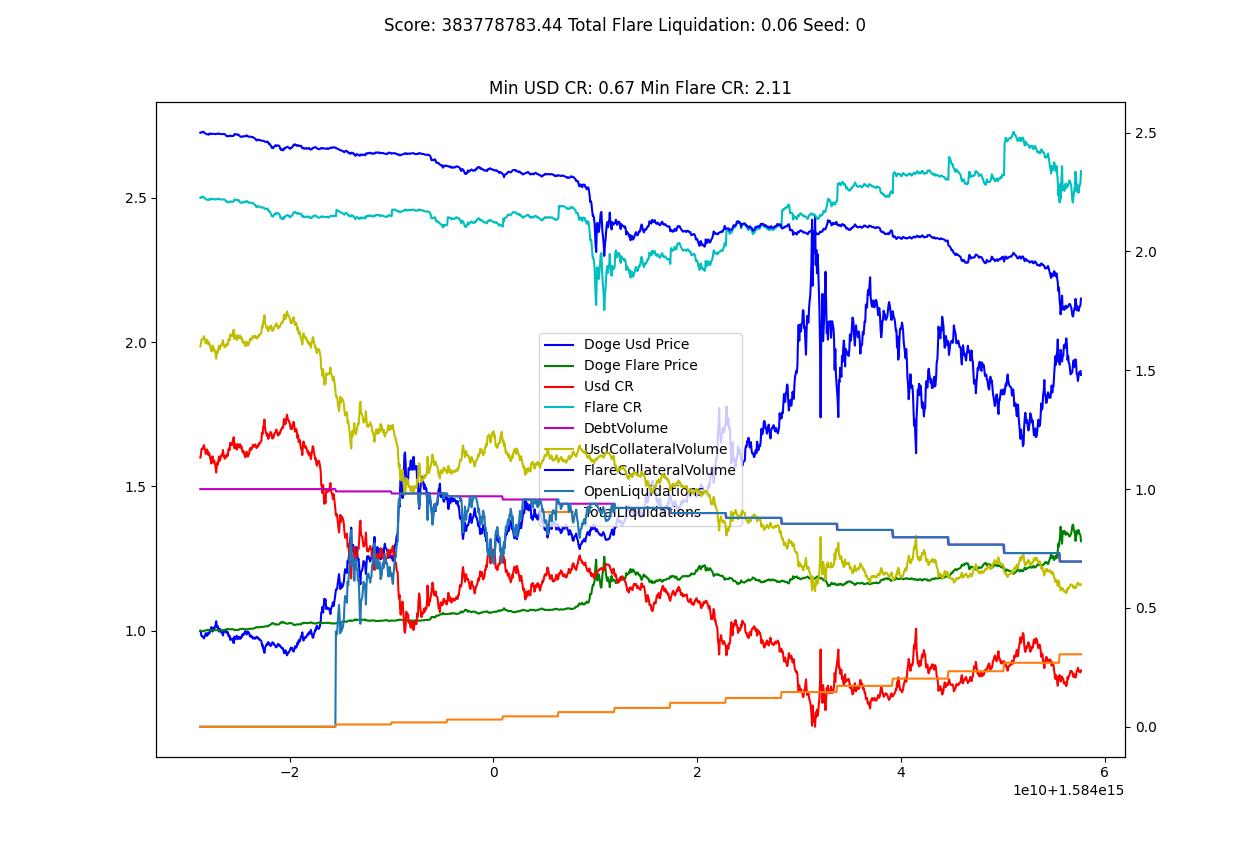 Score: 383778783.44 Total Flare Liquidation: 0.06 Seed: 0
Min USD CR: 0.67 Min Flare CR: 2.11
2.5
2.0
1.5
1.0
2.5
2.0
1.5
1.0
0.5
0.0
Doge Usd Price
Doge Flare Price
Usd CR
Flare CR
DebtVolume
UsdCollateralVolume
FlareCollateralVolume
OpenLiquidations
TotalLiquidations
−2
0
2
4
6
1e10+1.584e15